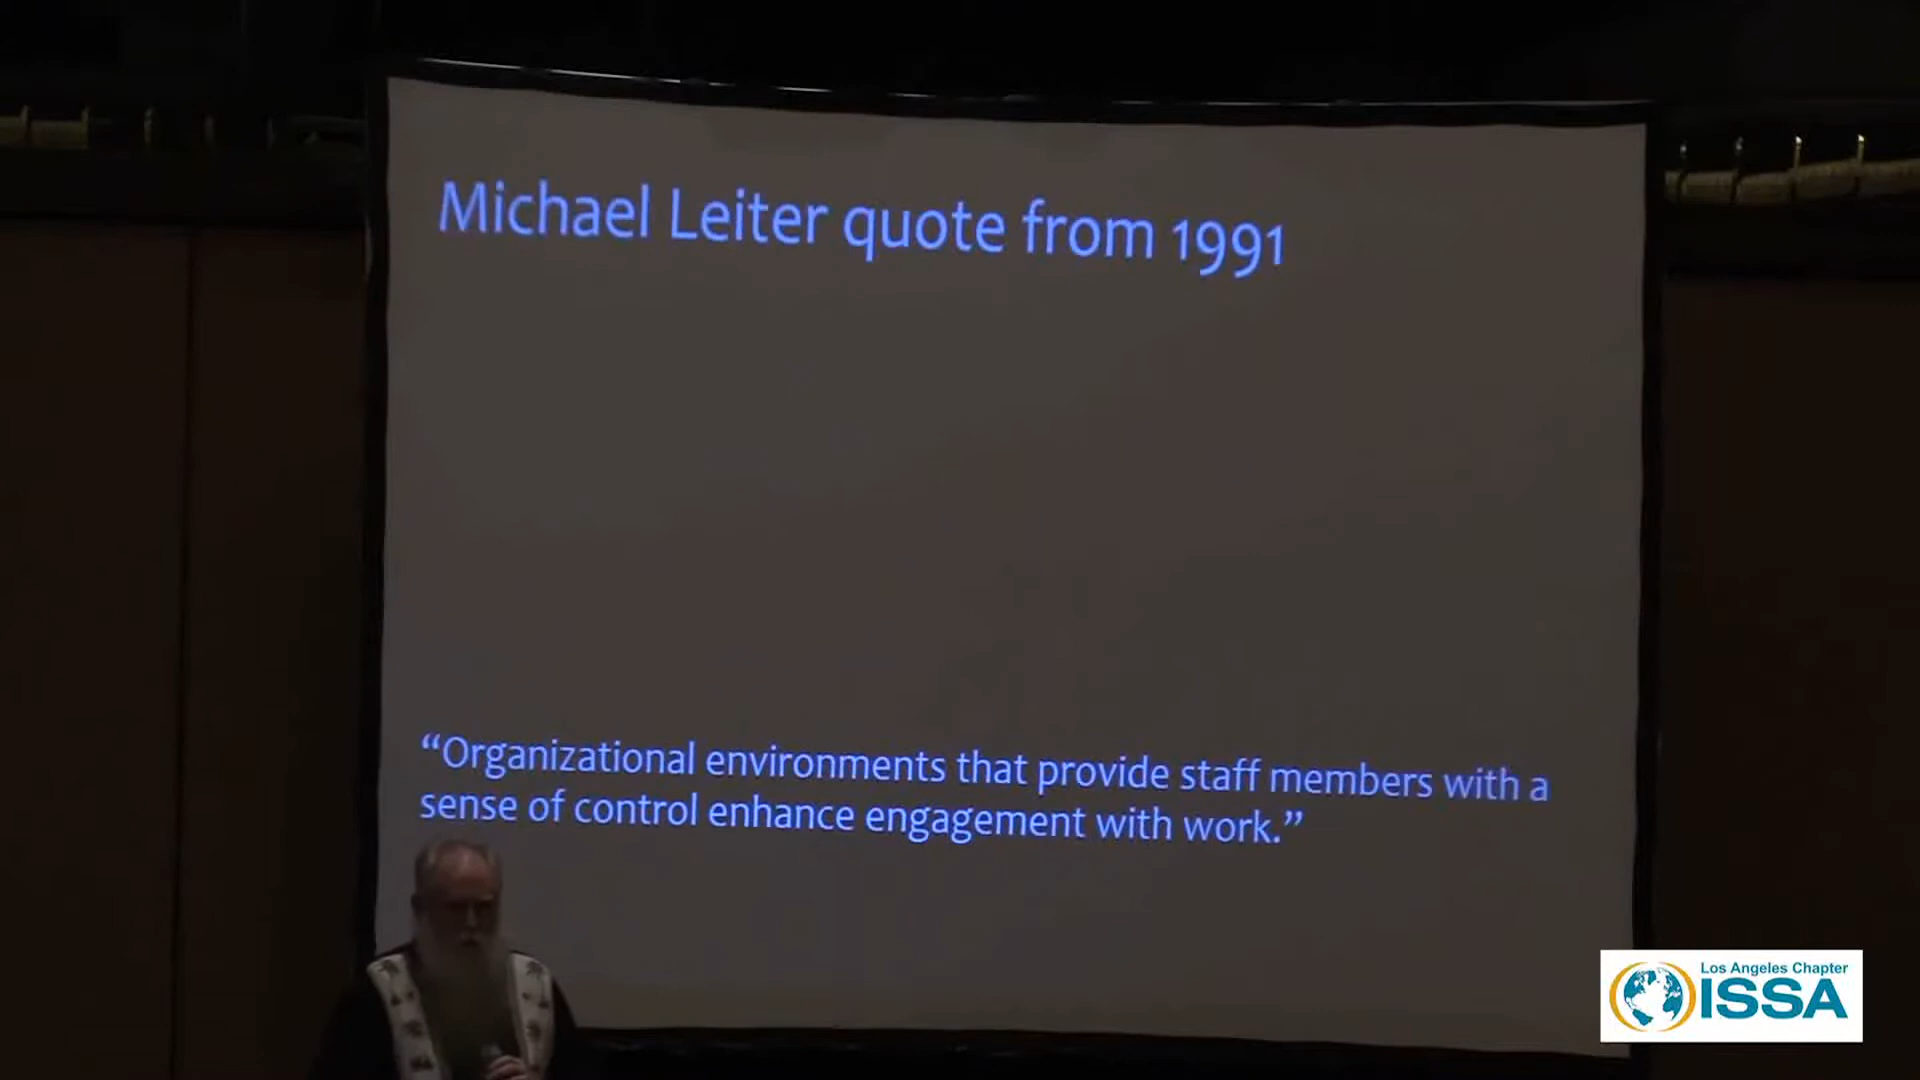 Michael Leiter quote from 1991
“Organizational environments that provide staff members with a
sense of control enhance engagement with work.”
Los Angeles Chapter
ISSA